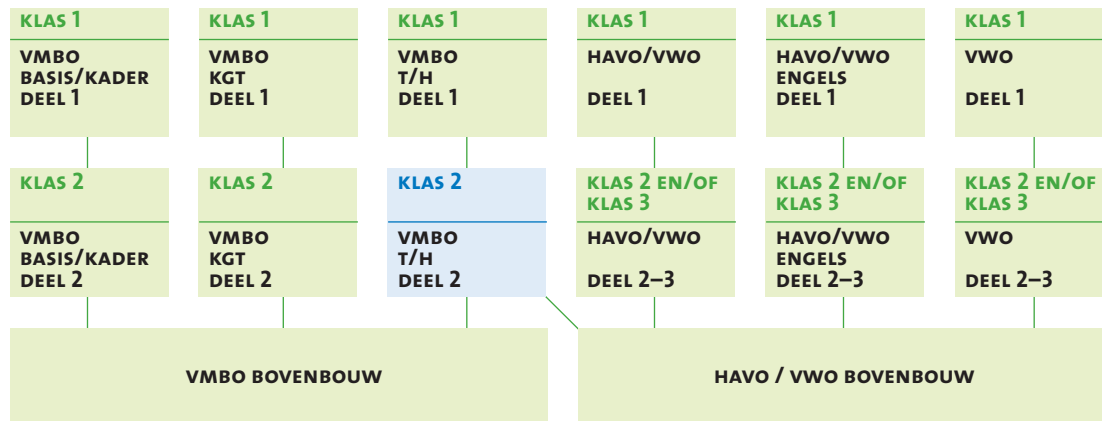 KLAS 1
VMBO
BASIS/KADER
DEEL 1
KLAS 1
VMBO
KGT
DEEL 1
KLAS 1
VMBO
T/H
DEEL 1
KLAS 1
HAVO/VWO
DEEL 1
KLAS 1
HAVO/VWO
ENGELS
DEEL 1
KLAS 1
VWO
DEEL 1
KLAS 2
VMBO
BASIS/KADER
DEEL 2
KLAS 2
VMBO
KGT
DEEL 2
KLAS 2
VMBO
T/H
DEEL 2
KLAS 2 EN/OF
KLAS 3
HAVO/VWO
DEEL 2–3
KLAS 2 EN/OF
KLAS 3
HAVO/VWO
ENGELS
DEEL 2–3
KLAS 2 EN/OF
KLAS 3
VWO
DEEL 2–3
VMBO BOVENBOUW
HAVO / VWO BOVENBOUW